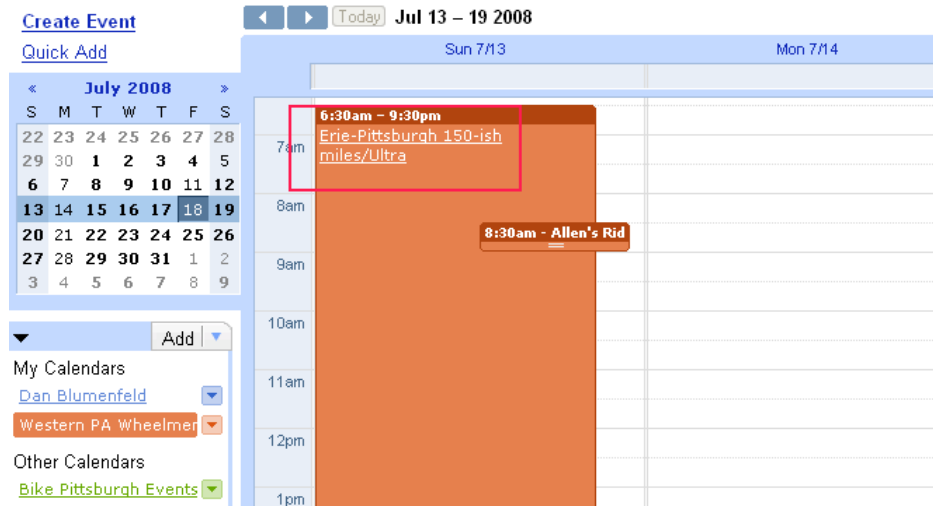 Create Event
Quick Add
« July 2008 »
S M T W T F S
22 23 24 25 26 27 28
29 30 1 2 3 4 5
6 7 8 9 10 11 12
13 14 15 16 17 18 19
20 21 22 23 24 25 26
27 28 29 30 31 1 2
3 4 5 6 7 8 9
Add
My Calendars
Dan Blumenfeld
Western PA Wheelmer
Other Calendars
Bike Pittsburgh Events
Today Jul 13 – 19 2008
Sun 7/13 Mon 7/14
6:30am – 9:30pm
Erie-Pittsburgh 150-ish
miles/Ultra
7am
8am
8:30am - Allen's Rid
9am
10am
11am
12pm
1pm